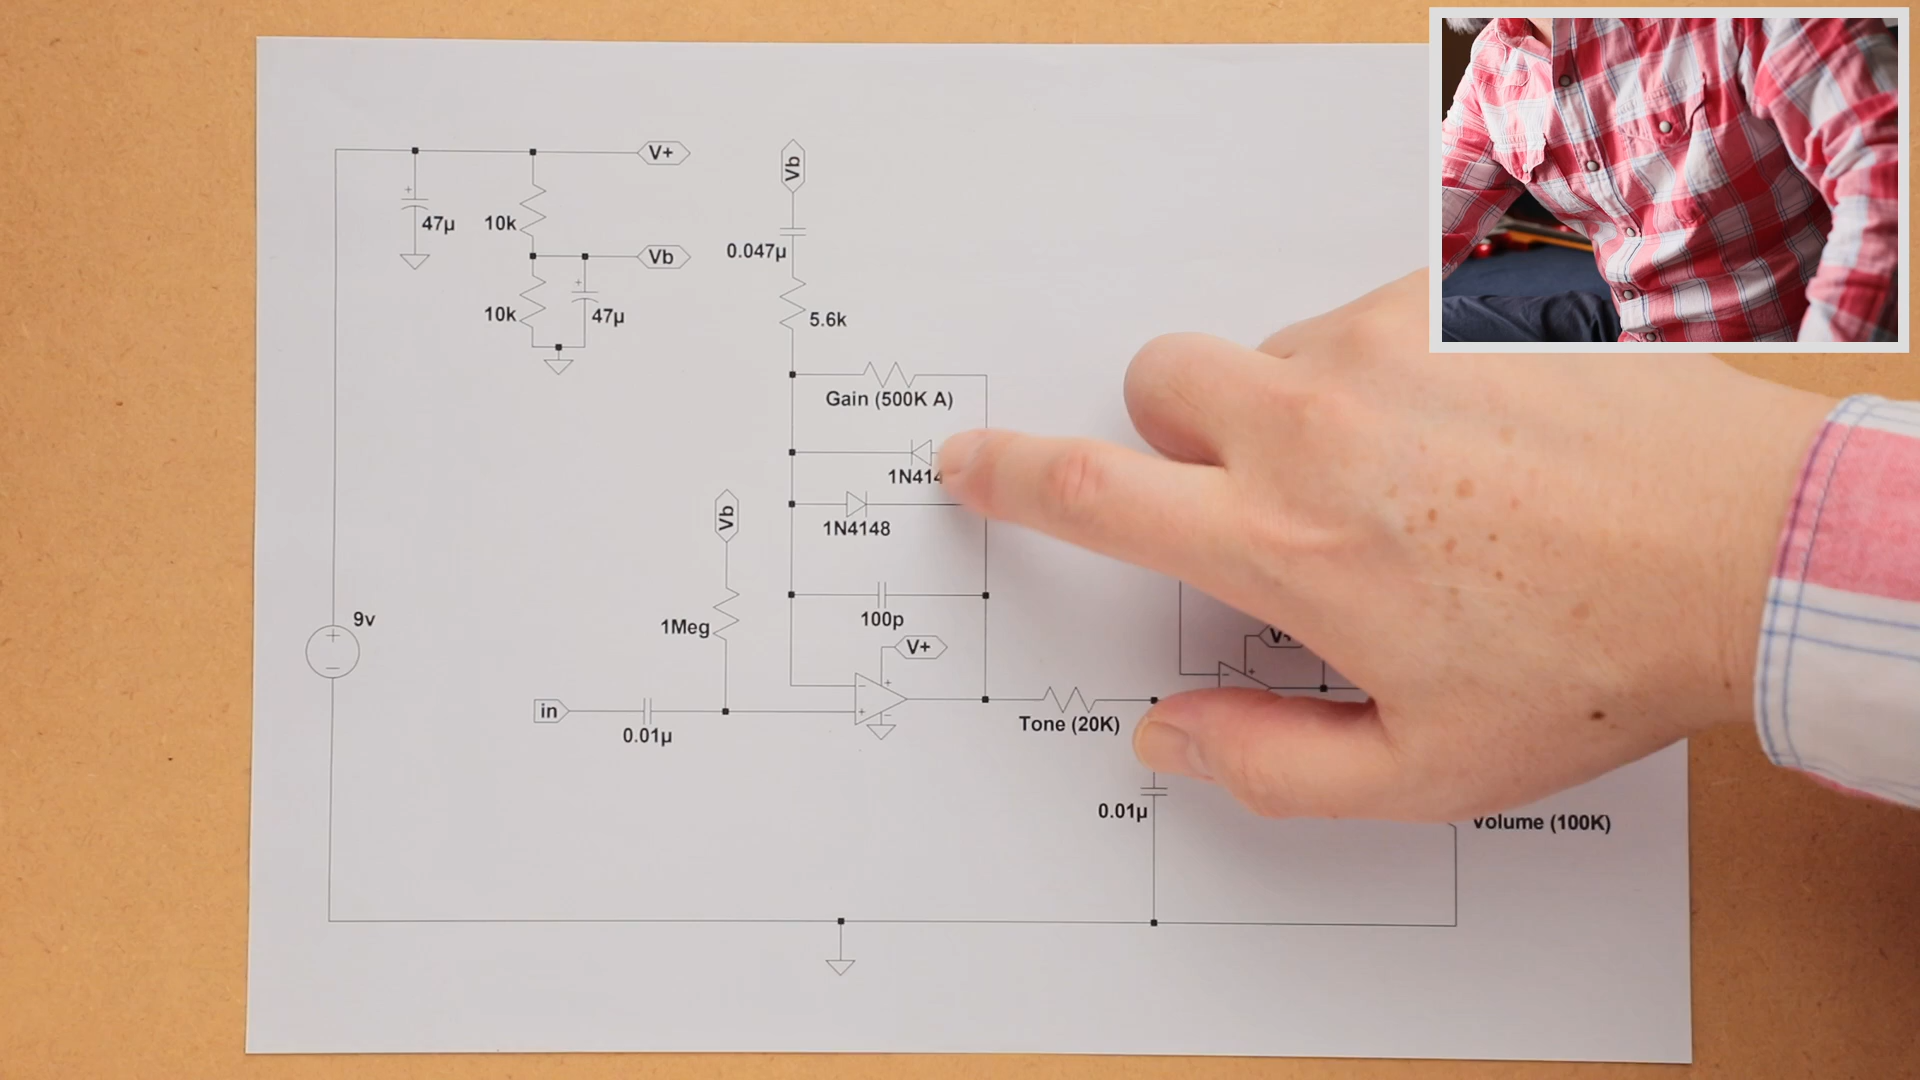 V+
47µ
10k
Vb
10k
47µ
Vb
0.047µ
5.6k
Gain (500K A)
1N4148
Vb
1Meg
100p
V+
9v
in
0.01µ
Tone (20K)
0.01µ
Volume (100K)